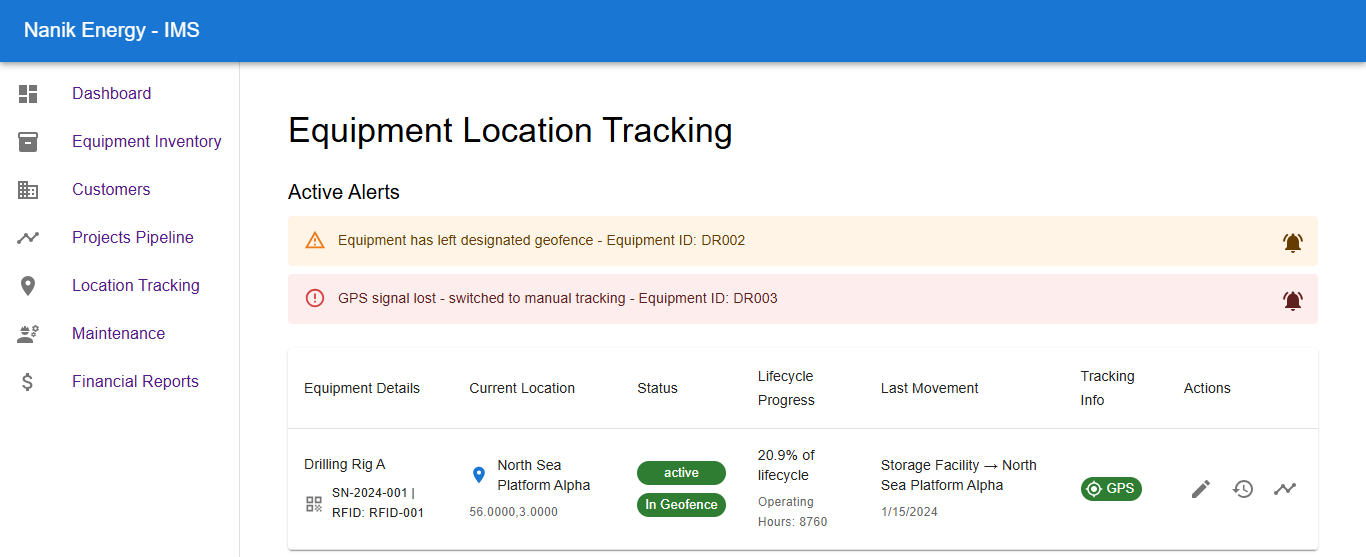 Nanik Energy - IMS
Dashboard
Equipment Inventory
Customers
Projects Pipeline
Location Tracking
Maintenance
Financial Reports
Equipment Location Tracking
Active Alerts
Equipment has left designated geofence - Equipment ID: DR002
GPS signal lost - switched to manual tracking - Equipment ID: DR003
Equipment Details
Current Location
Status
Lifecycle
Progress
Last Movement
Tracking
Info
Actions
Drilling Rig A
SN-2024-001 |
RFID: RFID-001
North Sea
Platform Alpha
56.0000,3.0000
active
In Geofence
20.9% of
lifecycle
Operating
Hours: 8760
Storage Facility → North
Sea Platform Alpha
1/15/2024
GPS